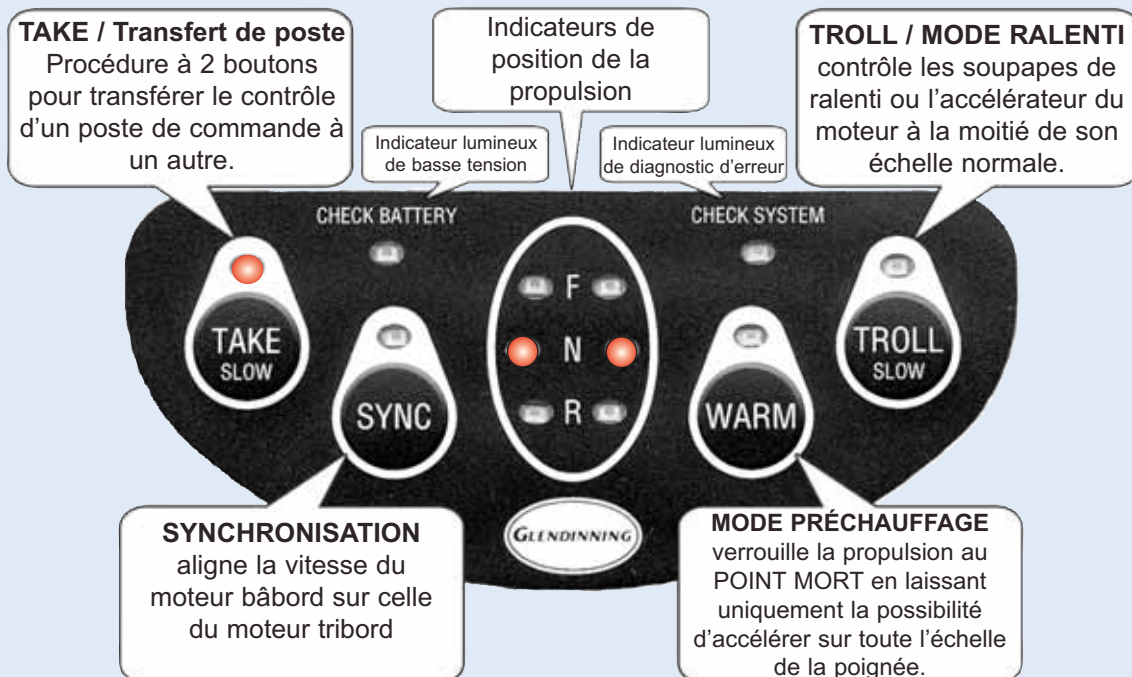 TAKE / Transfert de poste
Procédure à 2 boutons
pour transférer le contrôle
d'un poste de commande à
un autre.
Indicateurs de
position de la
propulsion
TROLL / MODE RALENTI
contrôle les soupapes de
ralenti ou l'accélérateur du
moteur à la moitié de son
échelle normale.
Indicateur lumineux
de basse tension
Indicateur lumineux
de diagnostic d'erreur
CHECK BATTERY
CHECK SYSTEM
TAKE
SLOW
SYNC
F
N
R
WARM
TROLL
SLOW
GLENDINNING
SYNCHRONISATION
aligne la vitesse du
moteur bâbord sur celle
du moteur tribord
MODE PRÉCHAUFFAGE
verrouille la propulsion au
POINT MORT en laissant
uniquement la possibilité
d'accélérer sur toute l'échelle
de la poignée.